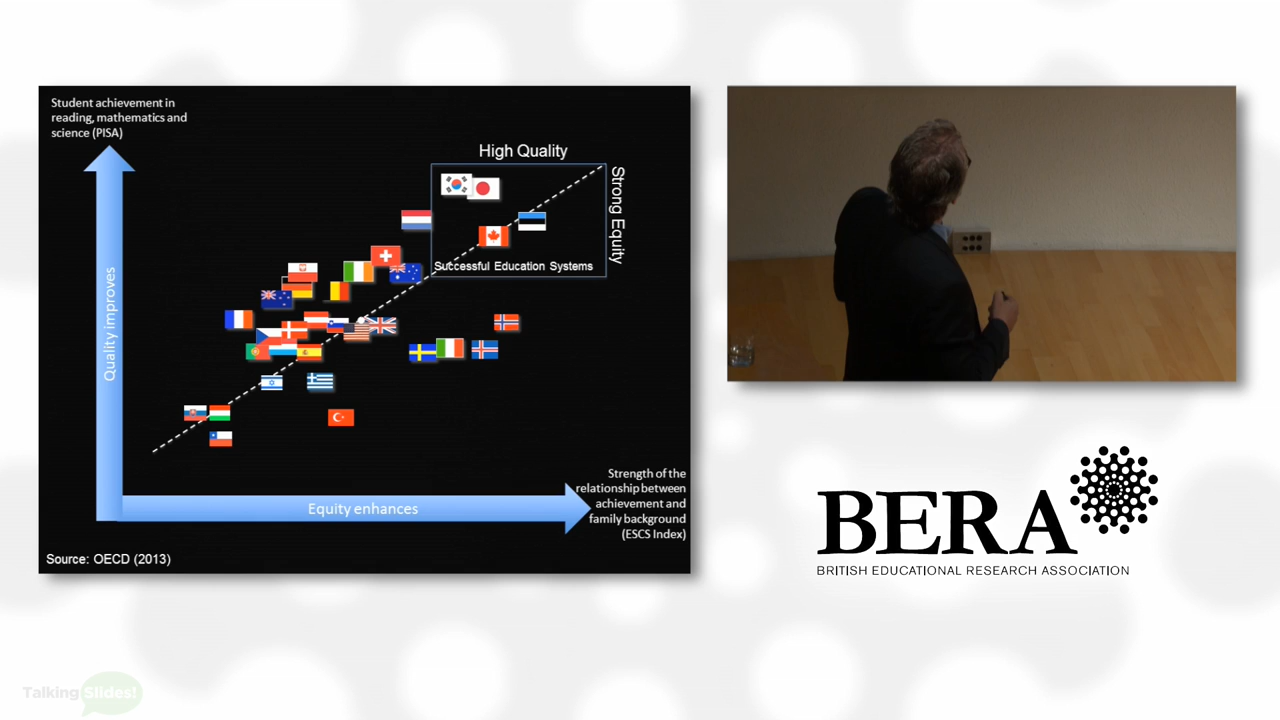 Student achievement in
reading, mathematics and
science (PISA)
High Quality
Strong Equity
Successful Education Systems
Quality improves
Strength of the
relationship between
achievement and
family background
(ESCS Index)
Equity enhances
Source: OECD (2013)
BERA
BRITISH EDUCATIONAL RESEARCH ASSOCIATION
Talking Slides!